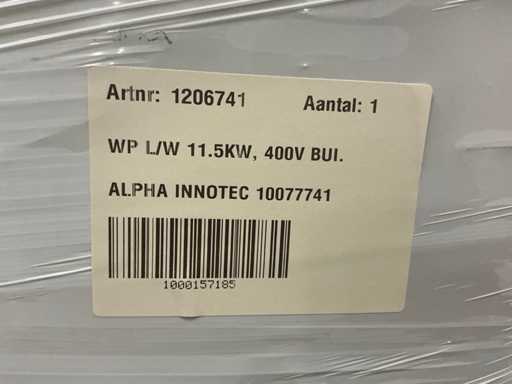 Artnr: 1206741 Aantal: 1
WP L/W 11.5KW, 400V BUI.
ALPHA INNOTEC 10077741
1000157185